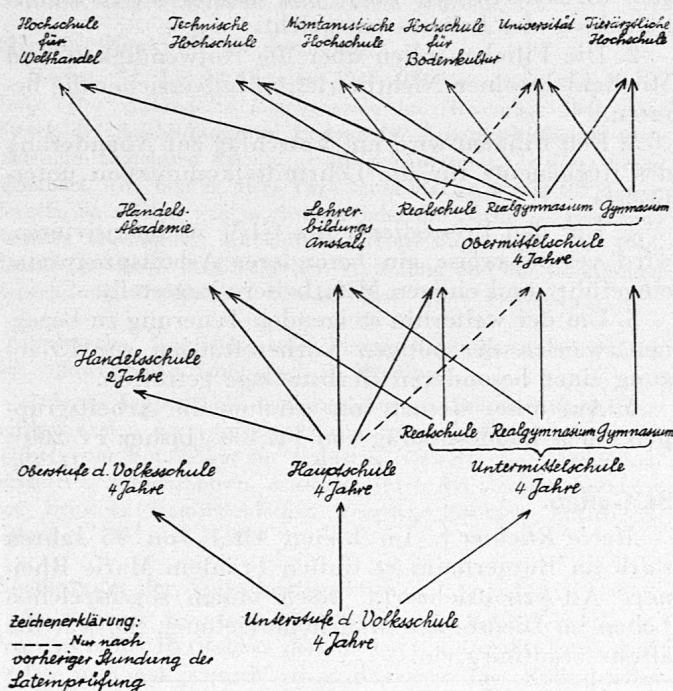 Hochschule
für
Welthandel
Technische
Hochschule
Montanistische
Hochschule
Hochschule
für
Bodenkultur
Universität
Tierärztliche
Hochschule
Handels-
Akademie
Lehrer-
bildungs
Anstalt
Realschule Realgymnasium Gymnasium
Obermittelschule
4 Jahre
Handelsschule
2 Jahre
Realschule Realgymnasium Gymnasium
Oberstufe d. Volksschule
4 Jahre
Hauptschule
4 Jahre
Untermittelschule
4 Jahre
Unterstufe d. Volksschule
4 Jahre
Zeichenerklärung:
----- Nur nach
vorheriger Stundung der
Lateinprüfung